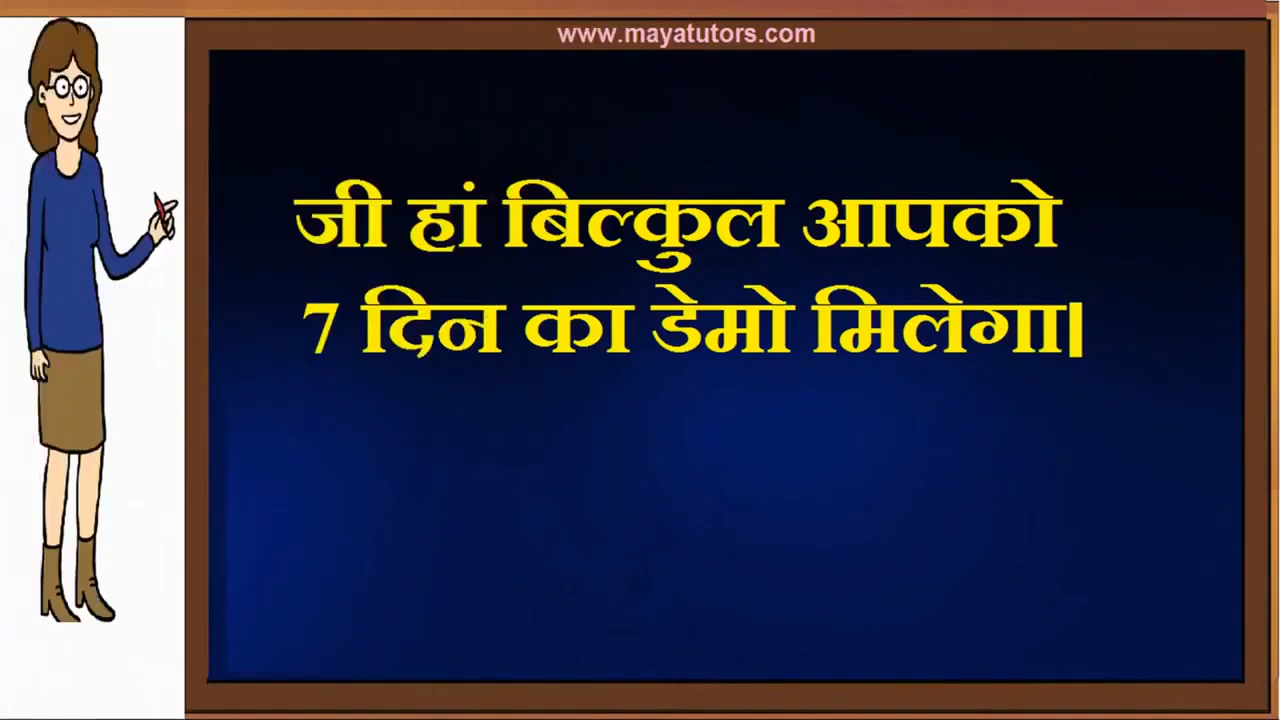 www.mayatutors.com
जी हां बिल्कुल आपको
7 दिन का डेमो मिलेगा।